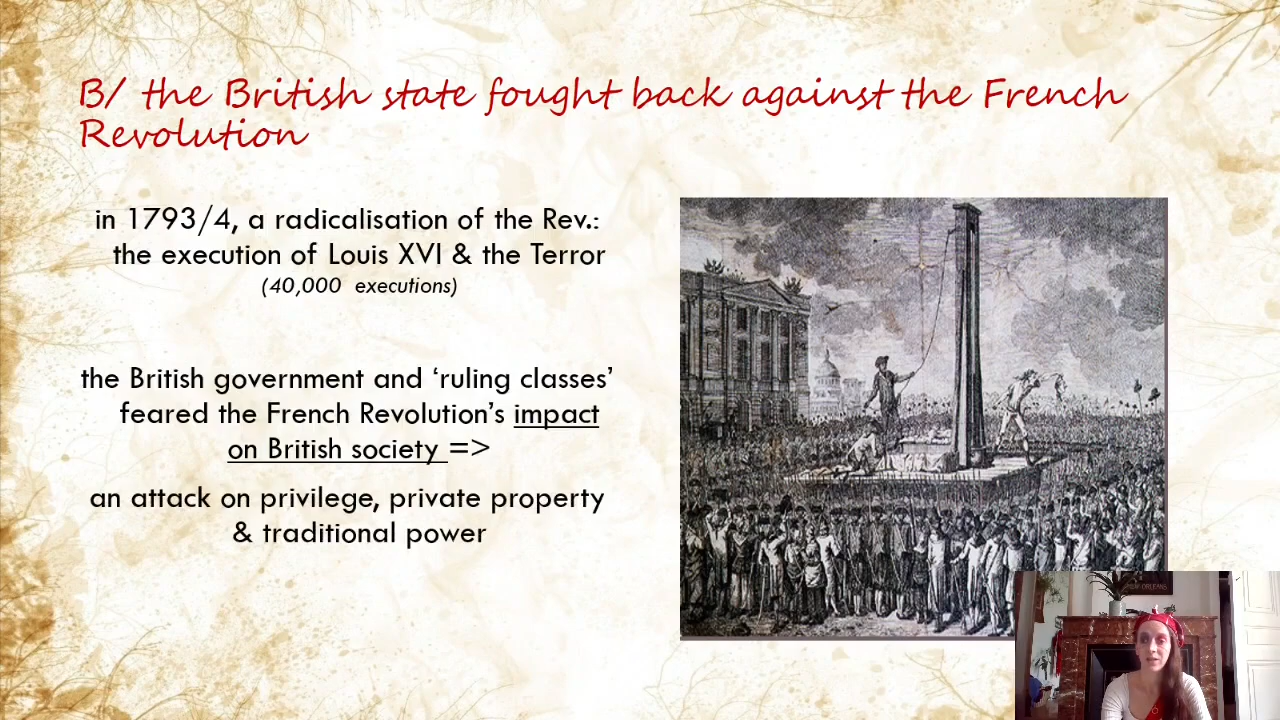 B/ the British state fought back against the French
Revolution
in 1793/4, a radicalisation of the Rev.:
the execution of Louis XVI & the Terror
(40,000 executions)
the British government and ‘ruling classes’
feared the French Revolution’s impact
on British society =>
an attack on privilege, private property
& traditional power
ORLEANS